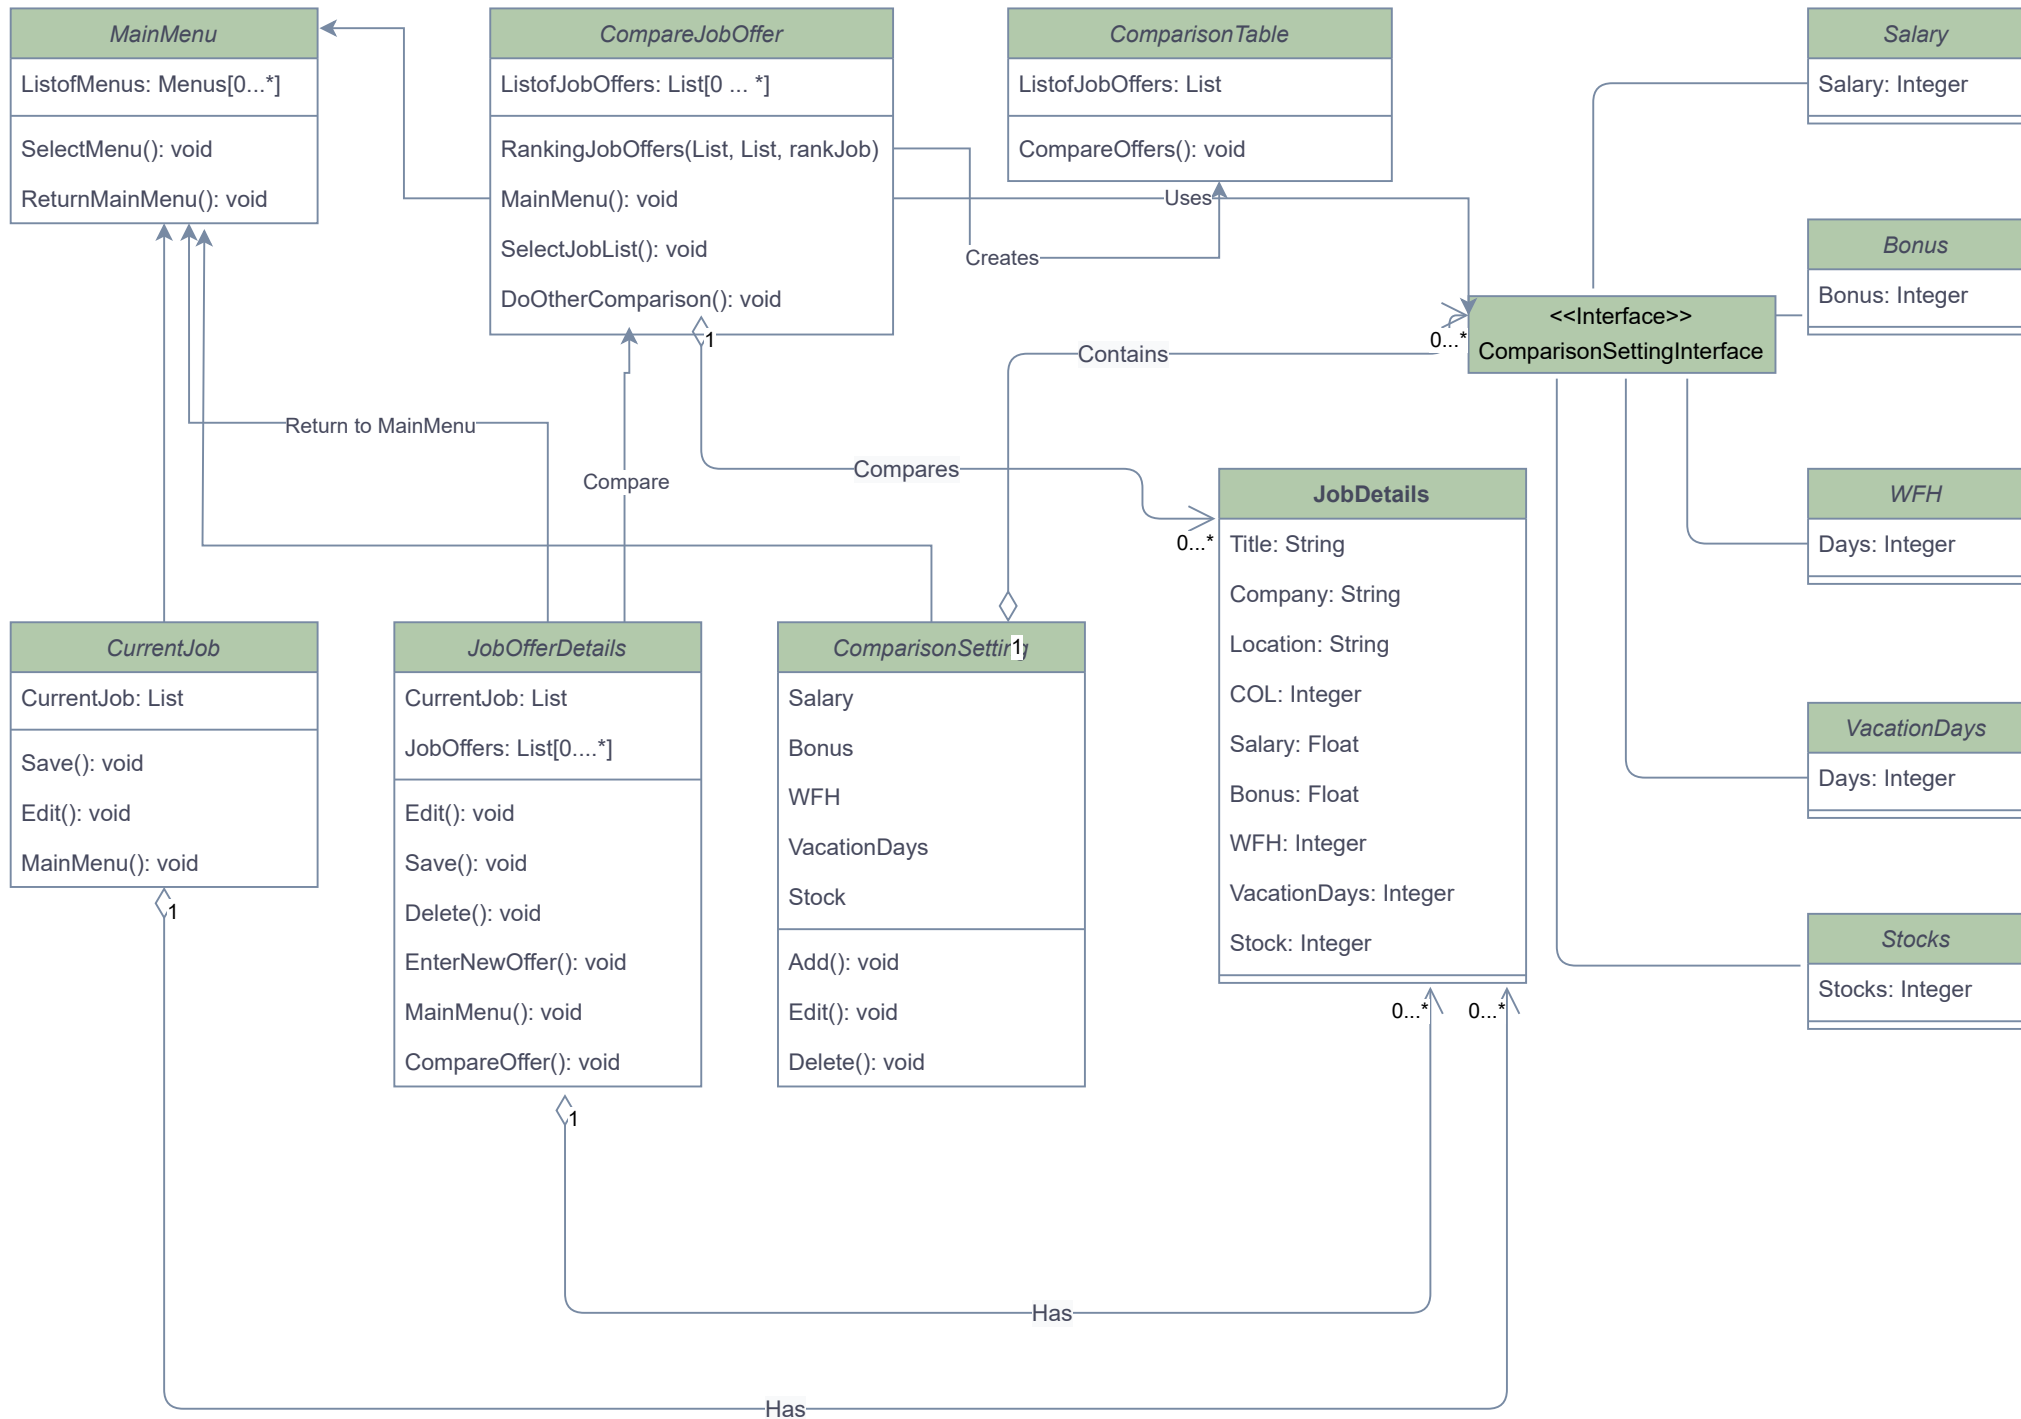 MainMenu
ListofMenus: Menus[0...*]
SelectMenu(): void
ReturnMainMenu(): void
CompareJobOffer
ListofJobOffers: List[0 ... *]
RankingJobOffers(List, List, rankJob)
MainMenu(): void
SelectJobList(): void
DoOtherComparison(): void
ComparisonTable
ListofJobOffers: List
CompareOffers(): void
Salary
Salary: Integer
Uses
Creates
Bonus
Bonus: Integer
<<Interface>>
ComparisonSettingInterface
0...*
1
Contains
Return to MainMenu
Compare
Compares
0...*
JobDetails
Title: String
Company: String
Location: String
COL: Integer
Salary: Float
Bonus: Float
WFH: Integer
VacationDays: Integer
Stock: Integer
WFH
Days: Integer
CurrentJob
CurrentJob: List
Save(): void
Edit(): void
MainMenu(): void
1
JobOfferDetails
CurrentJob: List
JobOffers: List[0....*]
Edit(): void
Save(): void
Delete(): void
EnterNewOffer(): void
MainMenu(): void
CompareOffer(): void
1
ComparisonSetting
1
Salary
Bonus
WFH
VacationDays
Stock
Add(): void
Edit(): void
Delete(): void
VacationDays
Days: Integer
Stocks
Stocks: Integer
0...*
0...*
Has
Has